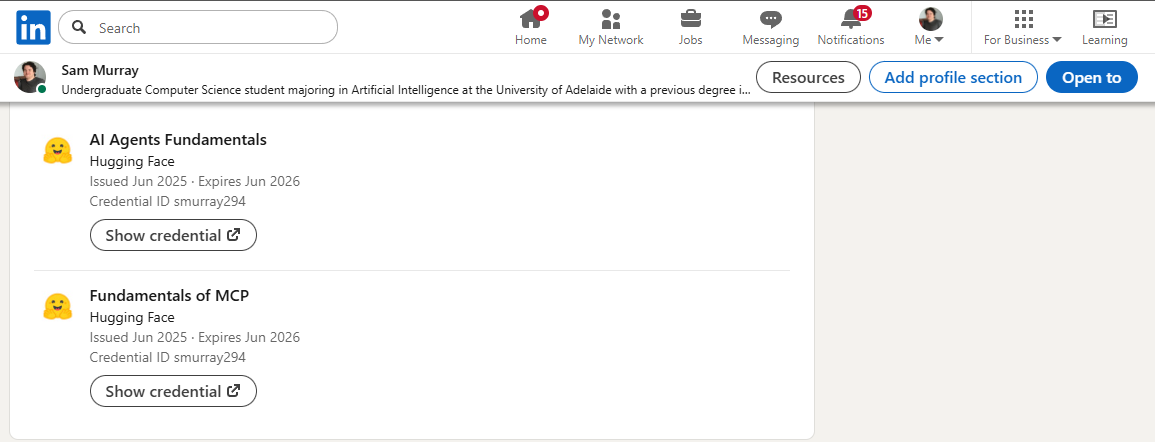 in
Search
Home
My Network
Jobs
Messaging
15
Notifications
Me
For Business
Learning
Sam Murray
Undergraduate Computer Science student majoring in Artificial Intelligence at the University of Adelaide with a previous degree i...
Resources
Add profile section
Open to
AI Agents Fundamentals
Hugging Face
Issued Jun 2025 · Expires Jun 2026
Credential ID smurray294
Show credential
Fundamentals of MCP
Hugging Face
Issued Jun 2025 · Expires Jun 2026
Credential ID smurray294
Show credential